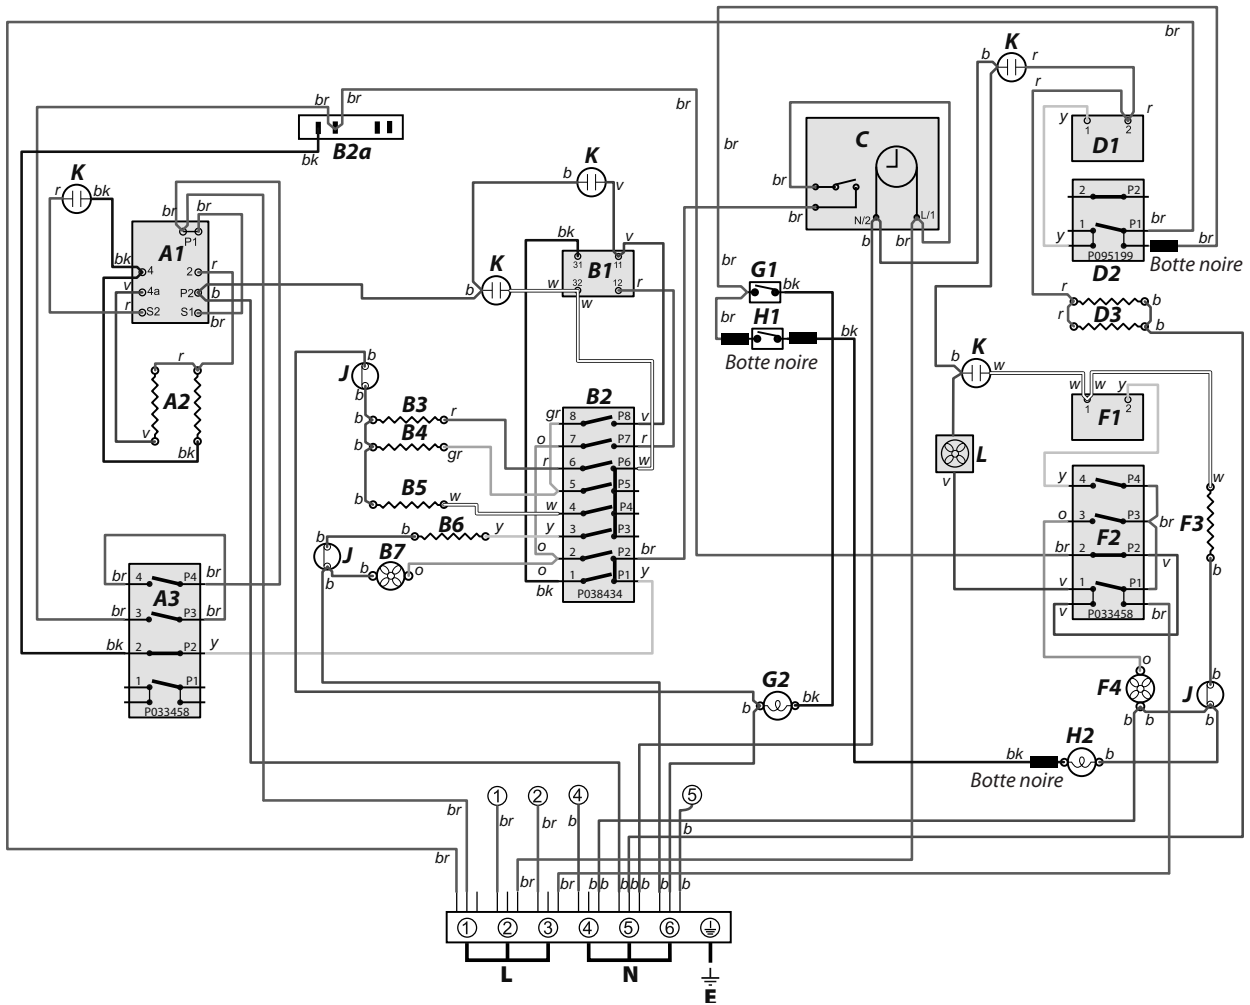 br
K
b
r
r
r
y
1
2
D1
br
br
br
bk
B2a
br
K
b
v
C
br
br
N/2
L/1
b
br
2
P2
1
P1
br
y
br
P095199
D2
Botte noire
r
K
bk
br
br
P1
A1
bk
4
2
r
v
4a
P2
b
r
S2
S1
br
bk
v
31
11
B1
K
w
32
w
12
r
b
br
G1
bk
br
H1
bk
Botte noire
r
b
r
D3
b
r
A2
v
bk
b
J
b
b
B3
r
b
B4
gr
b
B5
w
b
B6
y
J
b
b
B7
o
B2
gr
8
P8
v
o
7
P7
r
r
6
P6
w
5
P5
w
4
P4
y
3
P3
o
2
P2
br
o
1
P1
y
bk
P038434
b
K
w
w
w
y
1
2
F1
L
v
y
4
P4
o
3
P3
br
F2
br
2
P2
v
v
1
P1
v
br
P033458
w
F3
b
br
4
P4
br
A3
br
3
P3
br
bk
2
P2
y
1
P1
P033458
G2
b
bk
o
F4
b
b
b
J
b
H2
bk
b
Botte noire
1
2
4
5
br
br
br
b
b
br
br
br
b
b
b
b
b
b
b
b
1
2
3
4
5
6
L
N
E